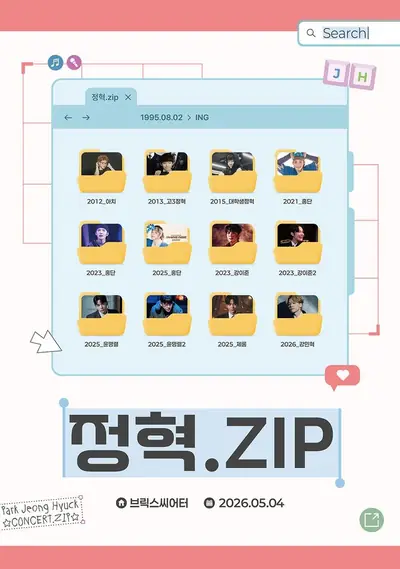 Search
J H
정혁.zip ×
1995.08.02 > ING
2012_아치
2013_고3정혁
2015_대학생정혁
2021_홍단
2023_홍단
2025_홍단
2023_강이준
2023_강이준2
2025_윤명렬
2025_윤명렬2
2025_제롬
2026_강민혁
정혁.ZIP
브릭스씨어터 2026.05.04
Park Jeong Hyuck
☆CONCERT.ZIP☆